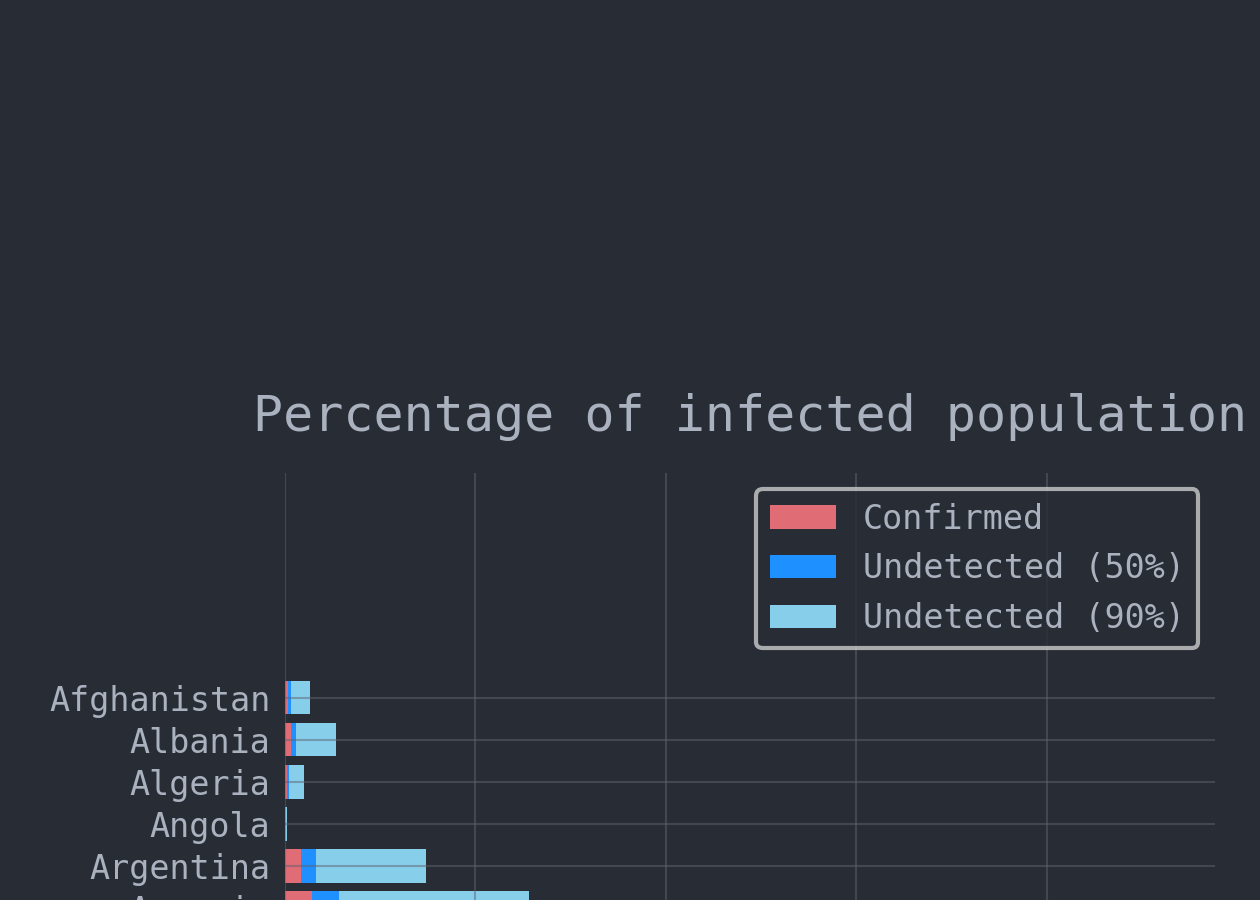 Percentage of infected population
Confirmed
Undetected (50%)
Undetected (90%)
Afghanistan
Albania
Algeria
Angola
Argentina